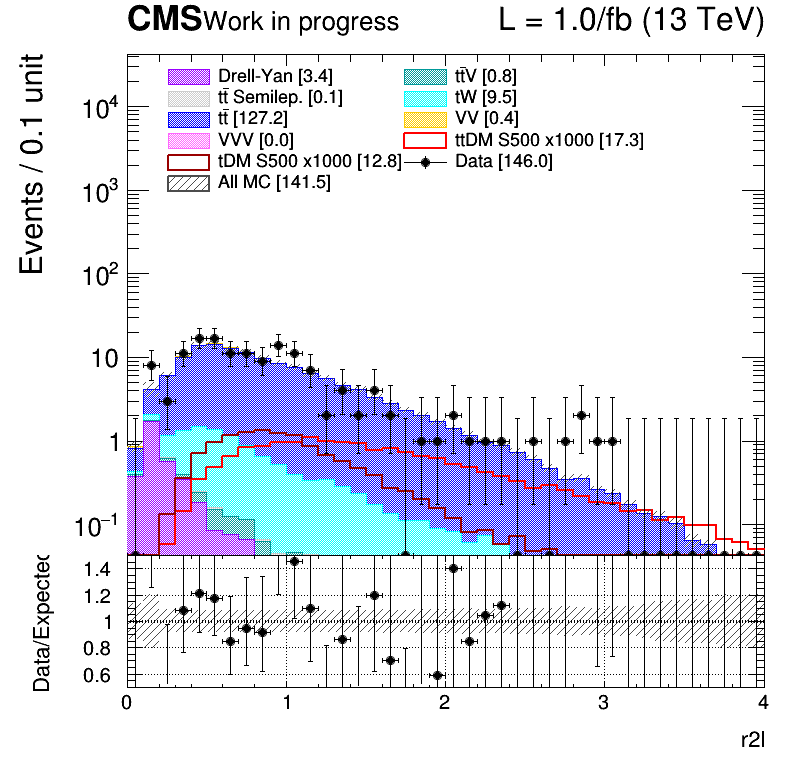 CMS Work in progress L = 1.0/fb (13 TeV)
Events / 0.1 unit
Drell-Yan [3.4] tt̄V [0.8]
tt̄ Semilep. [0.1] tW [9.5]
tt̄ [127.2] VV [0.4]
VVV [0.0] ttDM S500 x1000 [17.3]
tDM S500 x1000 [12.8] Data [146.0]
All MC [141.5]
10⁴
10³
10²
10
1
10⁻¹
Data/Expected
1.4
1.2
1
0.8
0.6
0 1 2 3 4
r2l